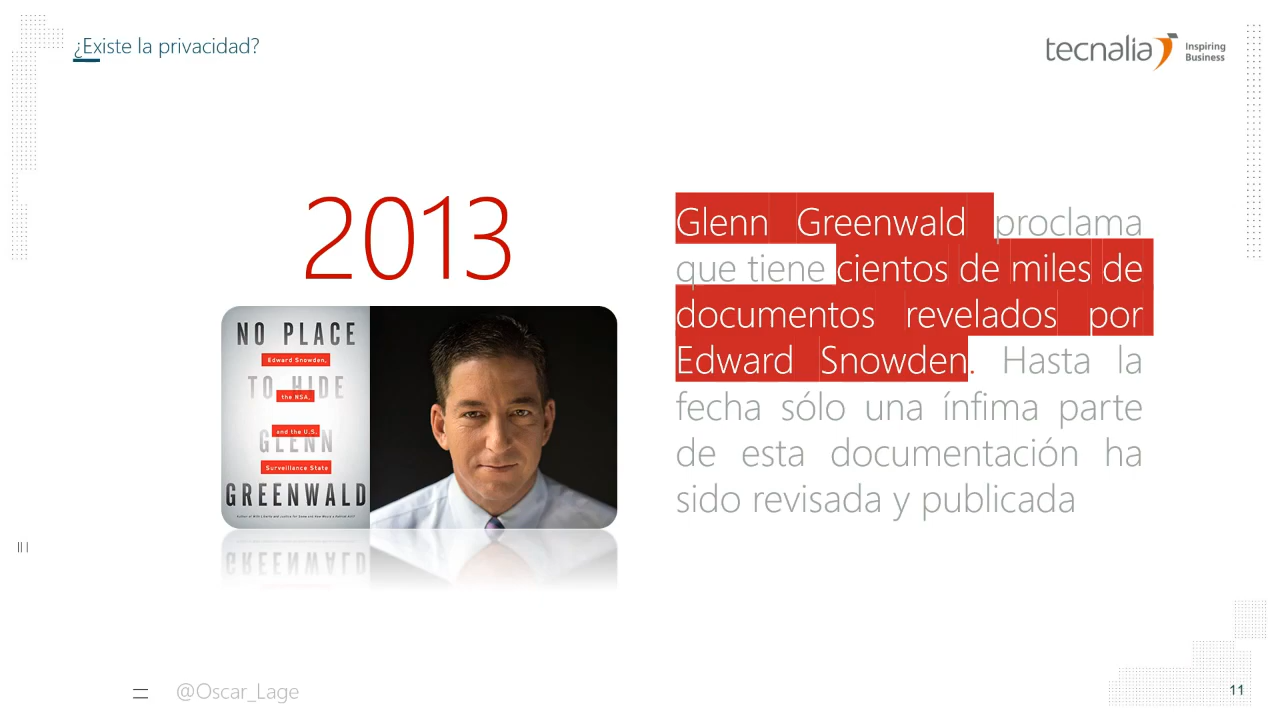 ¿Existe la privacidad?
tecnalia Inspiring
Business
2013
NO PLACE
Edward Snowden,
TO HIDE
the NSA,
and the U.S.
GLENN
Surveillance State
GREENWALD
Glenn Greenwald proclama
que tiene cientos de miles de
documentos revelados por
Edward Snowden. Hasta la
fecha sólo una ínfima parte
de esta documentación ha
sido revisada y publicada
@Oscar_Lage
11